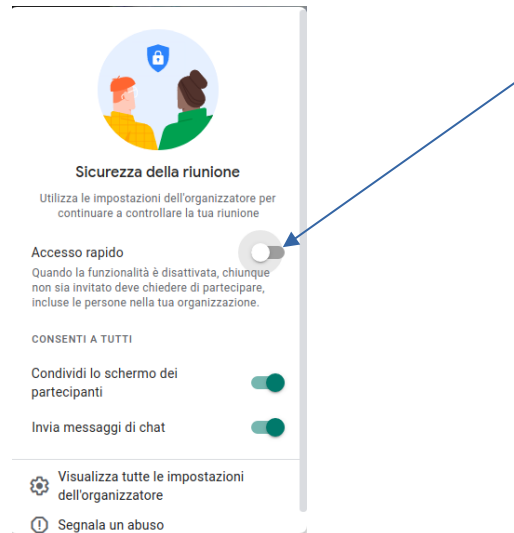 Sicurezza della riunione
Utilizza le impostazioni dell'organizzatore per
continuare a controllare la tua riunione
Accesso rapido
Quando la funzionalità è disattivata, chiunque
non sia invitato deve chiedere di partecipare,
incluse le persone nella tua organizzazione.
CONSENTI A TUTTI
Condividi lo schermo dei
partecipanti
Invia messaggi di chat
Visualizza tutte le impostazioni
dell'organizzatore
Segnala un abuso